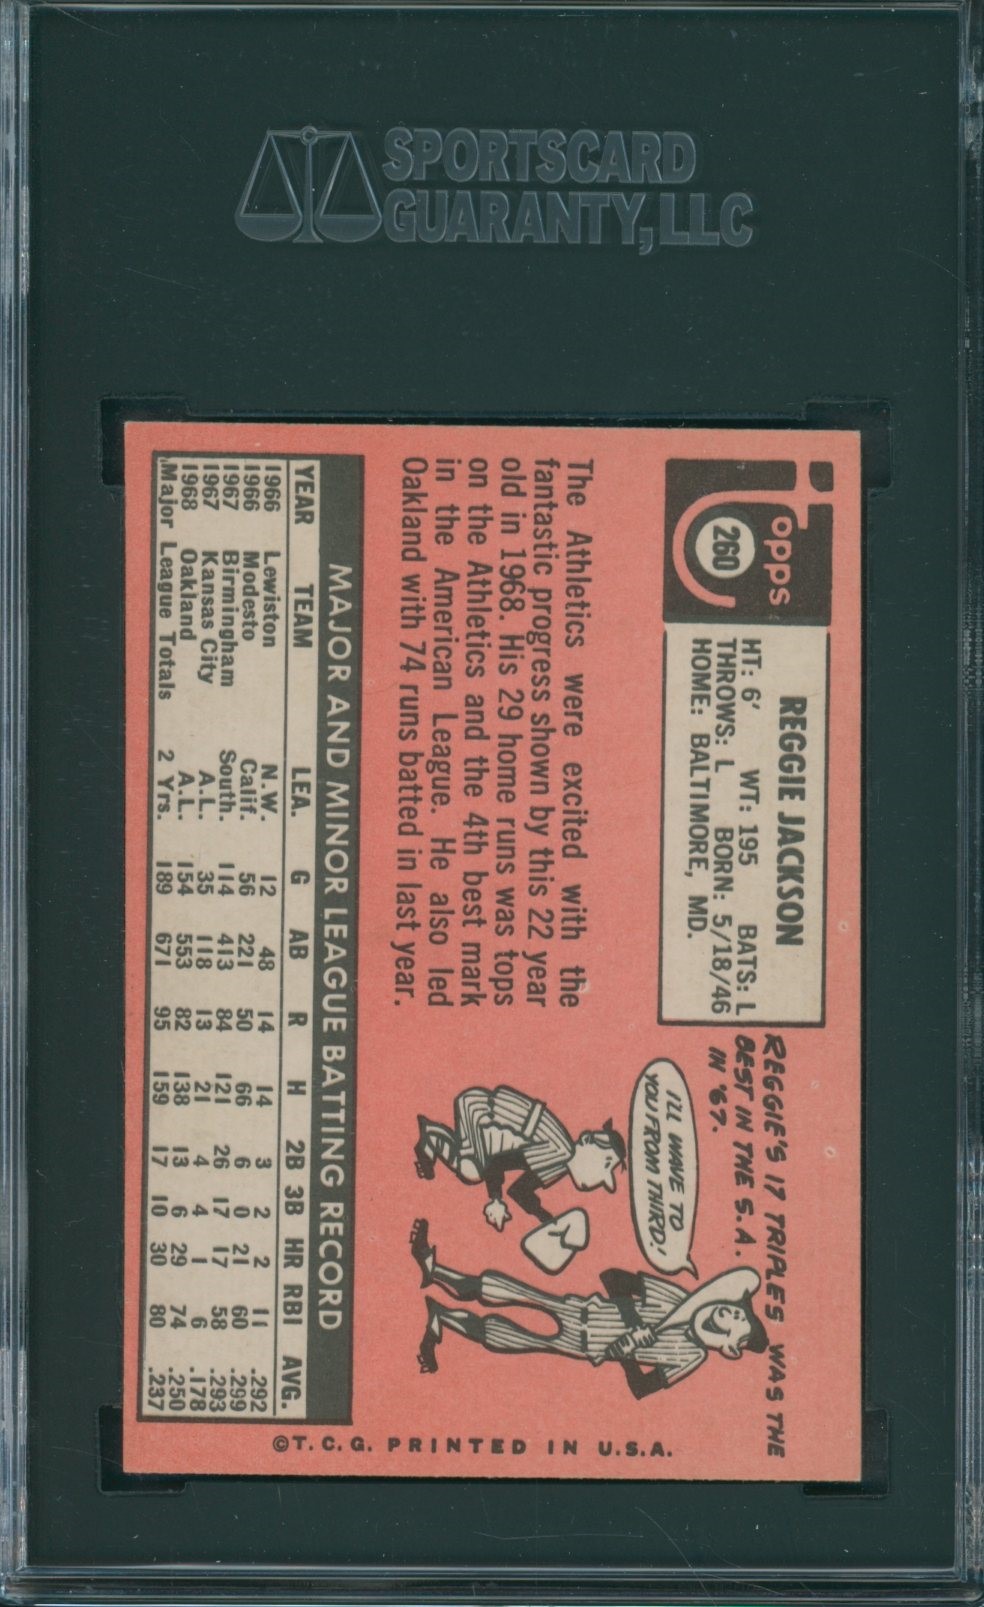 SPORTSCARD
GUARANTY, LLC
Topps
260
REGGIE JACKSON
HT: 6' WT: 195 BATS: L
THROWS: L BORN: 5/18/46
HOME: BALTIMORE, MD.
REGGIE'S 17 TRIPLES WAS THE
BEST IN THE S.A.
IN '67.
I'LL WAVE TO
YOU FROM THIRD!
The Athletics were excited with the
fantastic progress shown by this 22 year
old in 1968. His 29 home runs was tops
on the Athletics and the 4th best mark
in the American League. He also led
Oakland with 74 runs batted in last year.
MAJOR AND MINOR LEAGUE BATTING RECORD
YEAR TEAM LEA. G AB R H 2B 3B HR RBI AVG.
1966 Lewiston N.W. 12 48 14 14 3 2 2 11 .292
1966 Modesto Calif. 56 221 50 66 6 0 21 60 .299
1967 Birmingham South. 114 413 84 121 26 17 17 58 .293
1967 Kansas City A.L. 35 118 13 21 4 4 1 6 .178
1968 Oakland A.L. 154 553 82 138 13 6 29 74 .250
Major League Totals 2 Yrs. 189 671 95 159 17 10 30 80 .237
©T.C.G. PRINTED IN U.S.A.